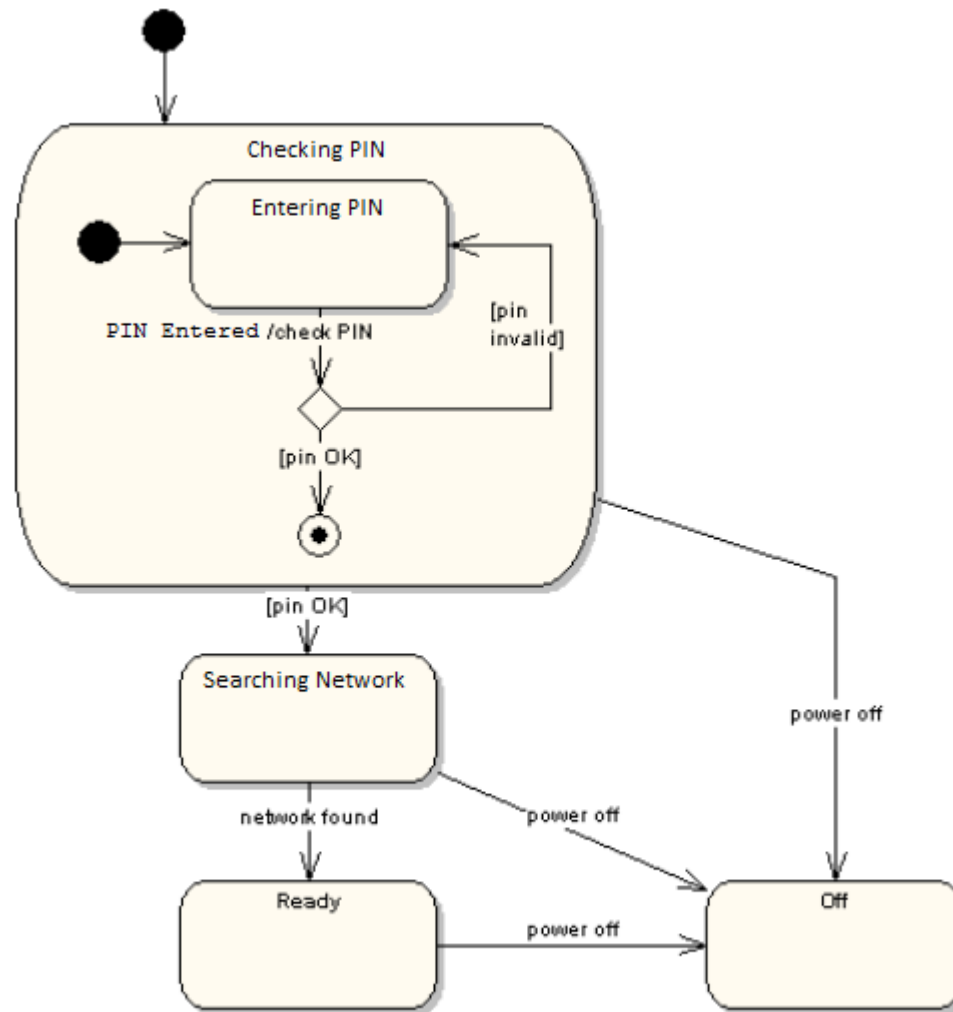 Checking PIN
Entering PIN
[pin
invalid]
PIN Entered /check PIN
[pin OK]
[pin OK]
Searching Network
power off
network found
power off
Ready
Off
power off